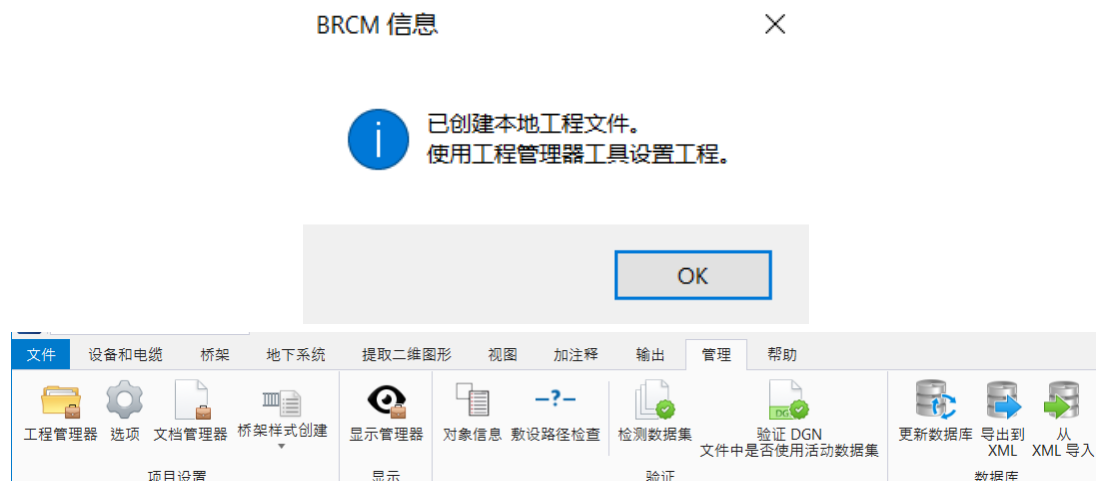 BRCM 信息
已创建本地工程文件。
使用工程管理器工具设置工程。
OK
文件 设备和电缆 桥架 地下系统 提取二维图形 视图 加注释 输出 管理 帮助
工程管理器 选项 文档管理器 桥架样式创建 显示管理器 对象信息 敷设路径检查 检测数据集 验证 DGN 更新数据库 导出到 从
文件中是否使用活动数据集 XML XML 导入
项目设置 显示 验证 数据库